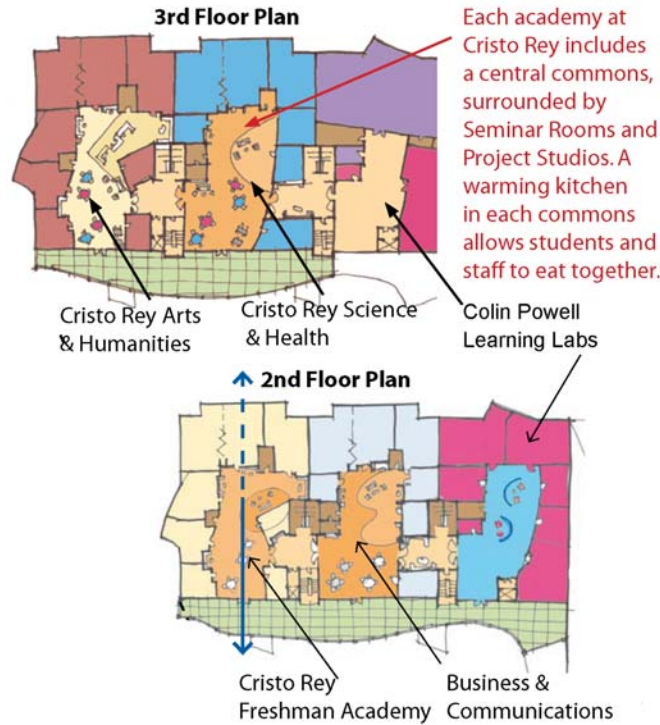 3rd Floor Plan
Each academy at
Cristo Rey includes
a central commons,
surrounded by
Seminar Rooms and
Project Studios. A
warming kitchen
in each commons
allows students and
staff to eat together.
Cristo Rey Arts
& Humanities
Cristo Rey Science
& Health
Colin Powell
Learning Labs
2nd Floor Plan
Cristo Rey
Freshman Academy
Business &
Communications